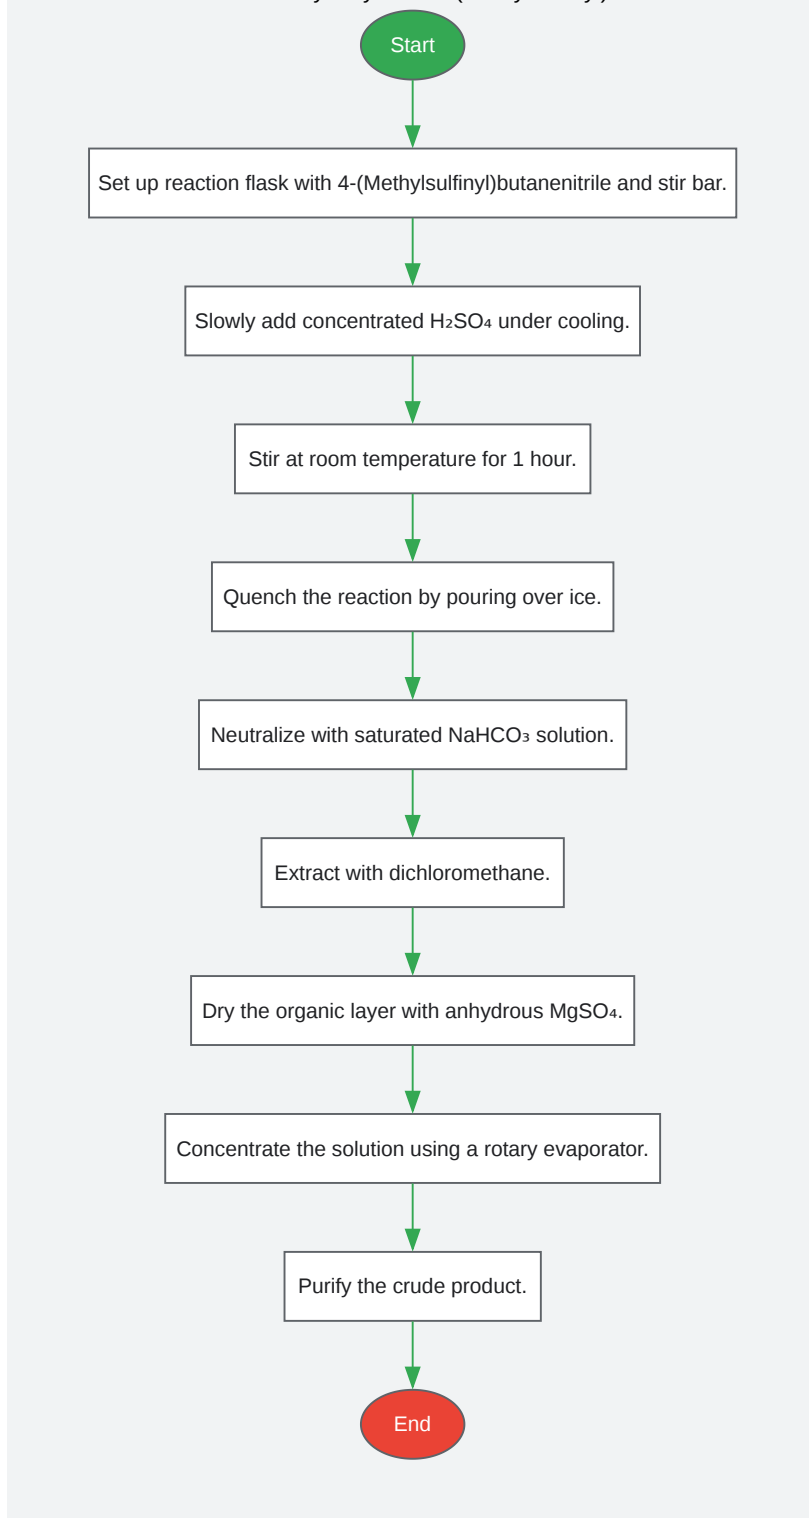 Start
Set up reaction flask with 4-(Methylsulfinyl)butanenitrile and stir bar.
Slowly add concentrated H₂SO₄ under cooling.
Stir at room temperature for 1 hour.
Quench the reaction by pouring over ice.
Neutralize with saturated NaHCO₃ solution.
Extract with dichloromethane.
Dry the organic layer with anhydrous MgSO₄.
Concentrate the solution using a rotary evaporator.
Purify the crude product.
End